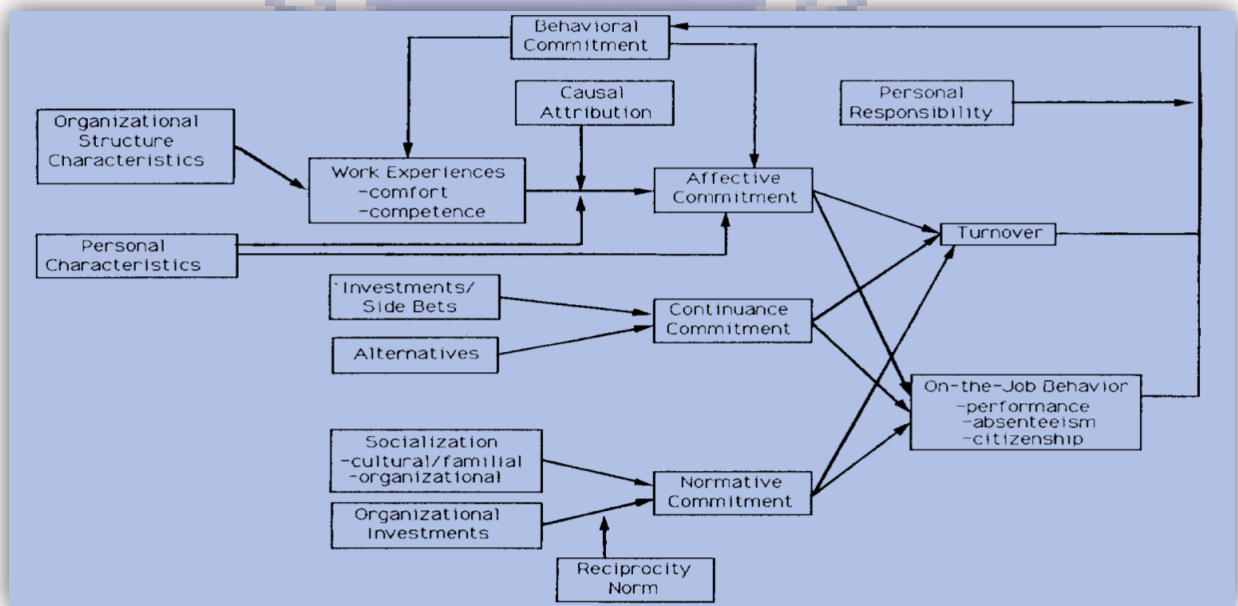 Behavioral
Commitment
Causal
Attribution
Personal
Responsibility
Organizational
Structure
Characteristics
Work Experiences
-comfort
-competence
Affective
Commitment
Turnover
Personal
Characteristics
Investments/
Side Bets
Continuance
Commitment
Alternatives
On-the-Job Behavior
-performance
-absenteeism
-citizenship
Socialization
-cultural/familial
-organizational
Normative
Commitment
Organizational
Investments
Reciprocity
Norm